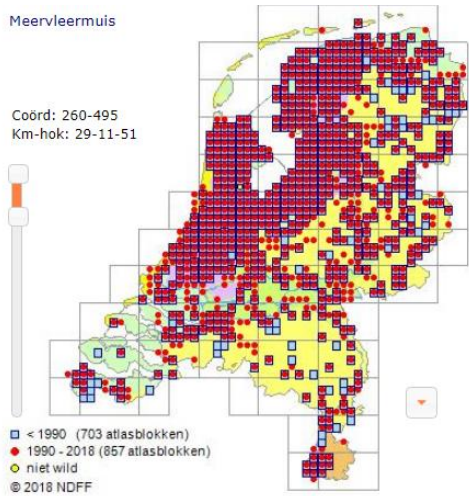 Meervleermuis
Coörd: 260-495
Km-hok: 29-11-51
< 1990 (703 atlasblokken)
1990 - 2018 (857 atlasblokken)
niet wild
© 2018 NDFF